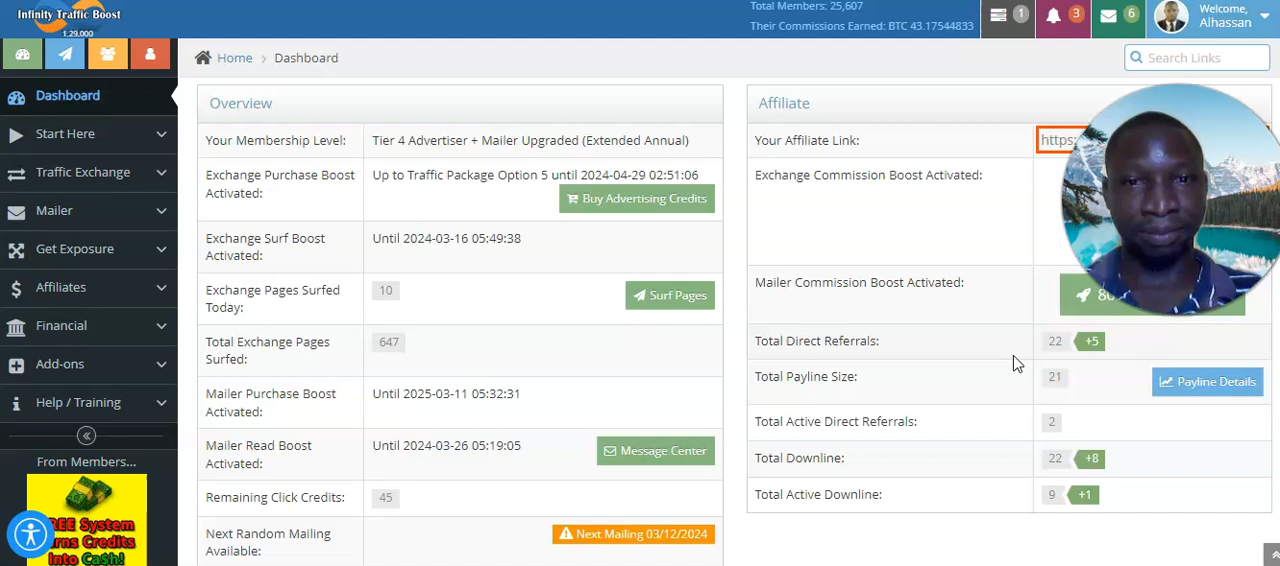 Infinity Traffic Boost
1.29.000
Total Members: 25,607
Their Commissions Earned: BTC 43.17544833
1
3
6
Welcome,
Alhassan
Home > Dashboard
Search Links
Dashboard
Start Here
Traffic Exchange
Mailer
Get Exposure
Affiliates
Financial
Add-ons
Help / Training
From Members...
FREE System
Into Ca$h!
Overview
Your Membership Level:
Tier 4 Advertiser + Mailer Upgraded (Extended Annual)
Exchange Purchase Boost
Activated:
Up to Traffic Package Option 5 until 2024-04-29 02:51:06
Buy Advertising Credits
Exchange Surf Boost
Activated:
Until 2024-03-16 05:49:38
Exchange Pages Surfed
Today:
10
Surf Pages
Total Exchange Pages
Surfed:
647
Mailer Purchase Boost
Activated:
Until 2025-03-11 05:32:31
Mailer Read Boost
Activated:
Until 2024-03-26 05:19:05
Message Center
Remaining Click Credits:
45
Next Random Mailing
Available:
Next Mailing 03/12/2024
Affiliate
Your Affiliate Link:
https:
Exchange Commission Boost Activated:
Mailer Commission Boost Activated:
Total Direct Referrals:
22 +5
Total Payline Size:
21
Payline Details
Total Active Direct Referrals:
2
Total Downline:
22 +8
Total Active Downline:
9 +1